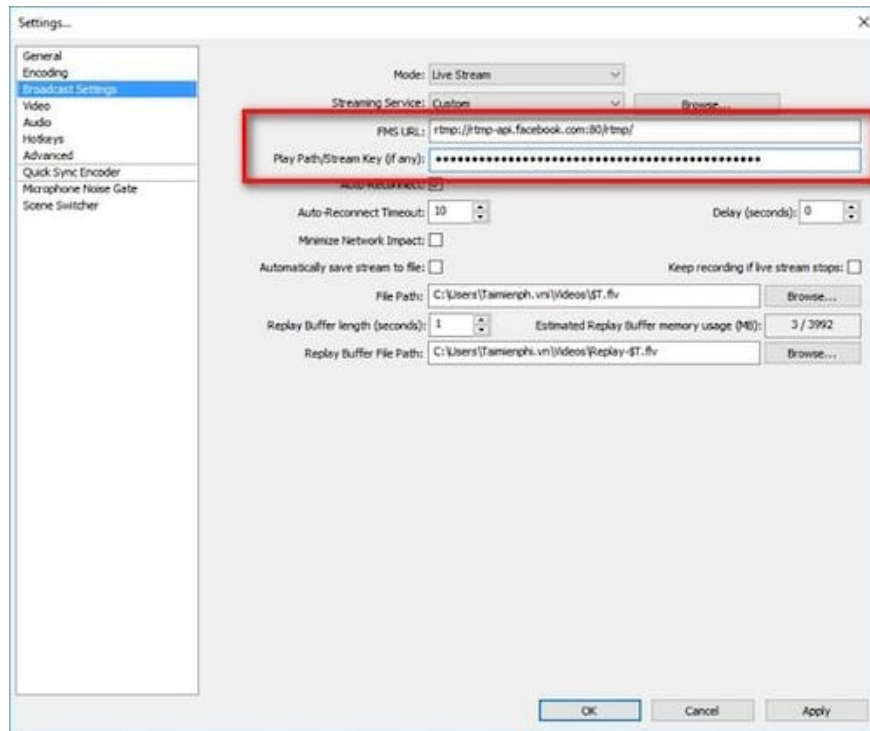 Settings...
General
Encoding
Broadcast Settings
Video
Audio
Hotkeys
Advanced
Quick Sync Encoder
Microphone Noise Gate
Scene Switcher
Mode: Live Stream
Streaming Service: Custom Browse...
FMS URL: rtmp://rtmp-api.facebook.com:80/rtmp/
Play Path/Stream Key (if any): ●●●●●●●●●●●●●●●●●●●●●●●●●●●●●●●●●●●●●●●●●●●●●
Auto-Reconnect:
Auto-Reconnect Timeout: 10 Delay (seconds): 0
Minimize Network Impact:
Automatically save stream to file: Keep recording if live stream stops:
File Path: C:\Users\Taimienph.vni\Videos\$T.flv Browse...
Replay Buffer length (seconds): 1 Estimated Replay Buffer memory usage (MB): 3 / 3992
Replay Buffer File Path: C:\Users\Taimienphi.vn\Videos\Replay-$T.flv Browse...
OK Cancel Apply